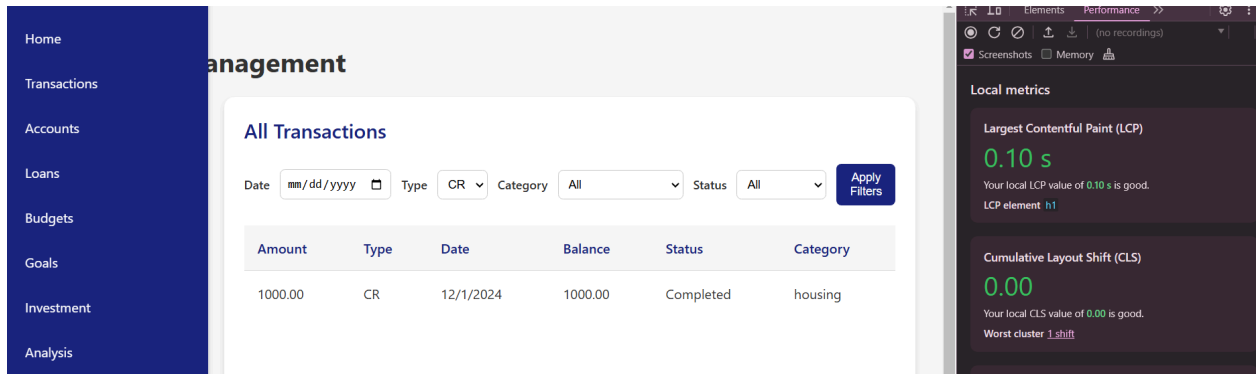 Home
Transactions
Accounts
Loans
Budgets
Goals
Investment
Analysis
anagement
All Transactions
Date mm/dd/yyyy Type CR Category All Status All Apply Filters
Amount Type Date Balance Status Category
1000.00 CR 12/1/2024 1000.00 Completed housing
Elements Performance
(no recordings)
Screenshots Memory
Local metrics
Largest Contentful Paint (LCP)
0.10 s
Your local LCP value of 0.10 s is good.
LCP element h1
Cumulative Layout Shift (CLS)
0.00
Your local CLS value of 0.00 is good.
Worst cluster 1 shift